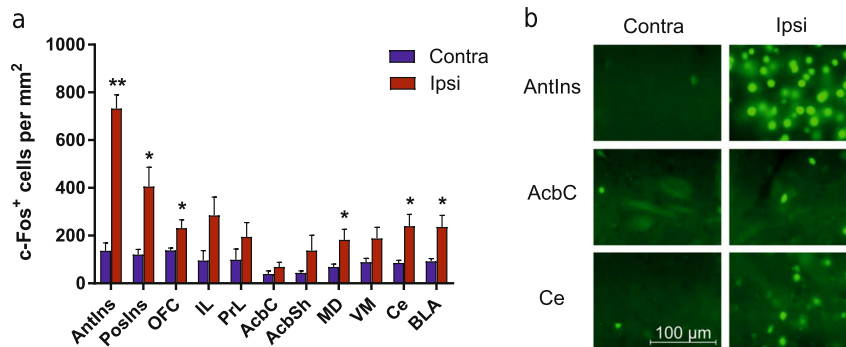 a
c-Fos⁺ cells per mm²
1000
800
600
400
200
0
Contra
Ipsi
**
*
*
*
*
*
AntIns
PosIns
OFC
IL
PrL
AcbC
AcbSh
MD
VM
Ce
BLA
b
Contra Ipsi
AntIns
AcbC
Ce
100 µm